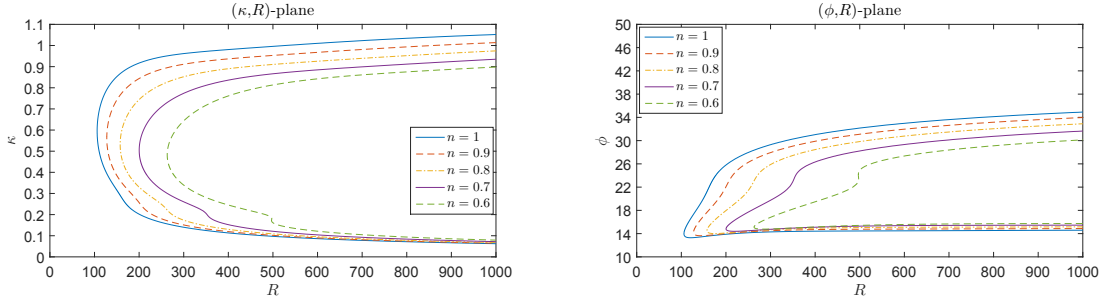 (κ,R)-plane
1.1
1
0.9
0.8
0.7
0.6
0.5
0.4
0.3
0.2
0.1
0
κ
0 100 200 300 400 500 600 700 800 900 1000
R
n = 1
n = 0.9
n = 0.8
n = 0.7
n = 0.6
(ϕ,R)-plane
50
46
42
38
34
30
26
22
18
14
10
ϕ
0 100 200 300 400 500 600 700 800 900 1000
R
n = 1
n = 0.9
n = 0.8
n = 0.7
n = 0.6